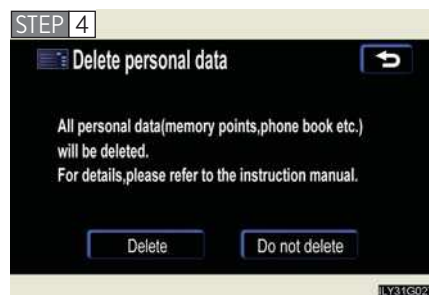 STEP 4
Delete personal data
All personal data(memory points,phone book etc.)
will be deleted.
For details,please refer to the instruction manual.
Delete Do not delete
ILY31G02